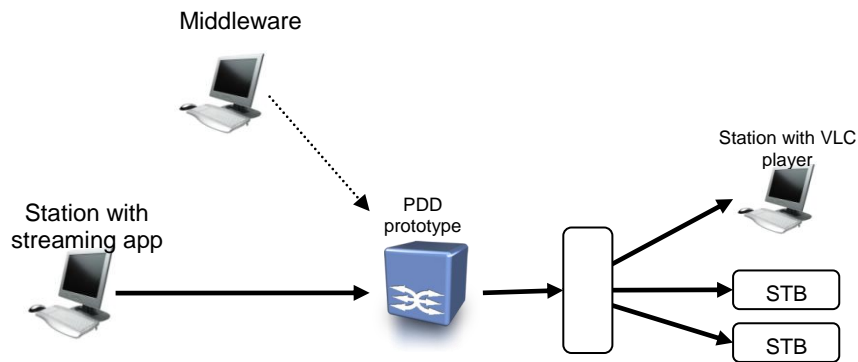 Middleware
Station with VLC
player
PDD
prototype
Station with
streaming app
STB
STB